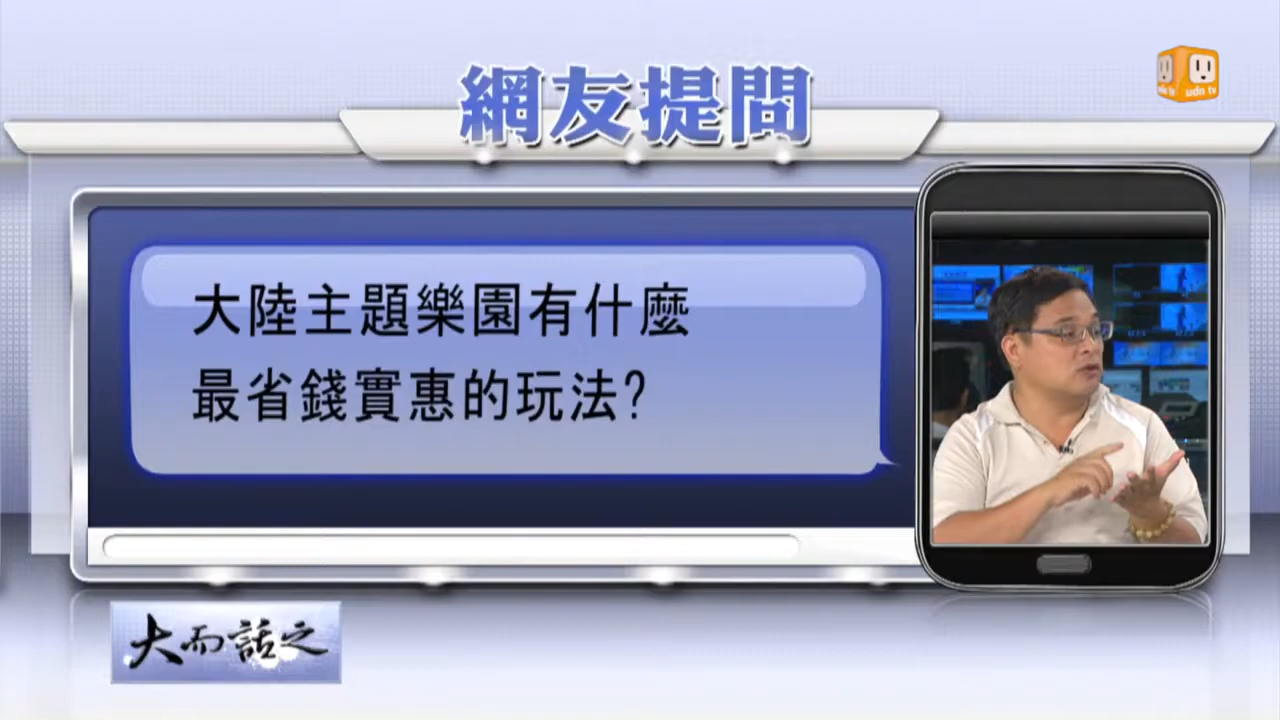 網友提問
udn tv
大陸主題樂園有什麼
最省錢實惠的玩法?
大而話之